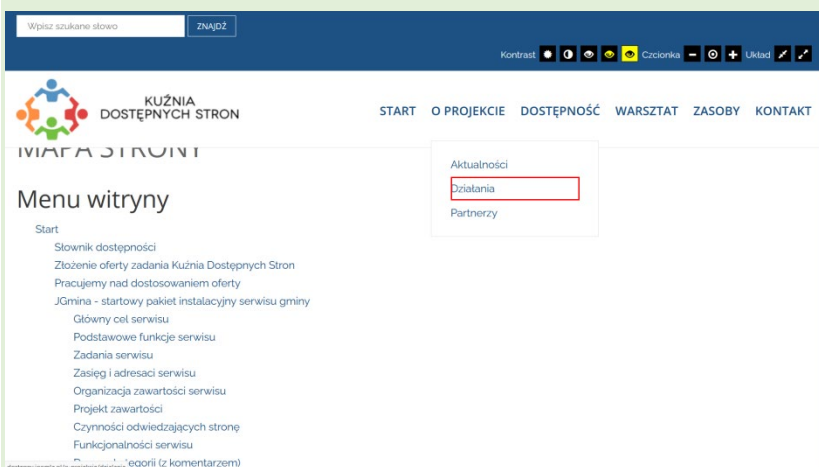 Wpisz szukane słowo
ZNAJDŹ
Kontrast Czcionka Układ
KUŹNIA
DOSTĘPNYCH STRON
START O PROJEKCIE DOSTĘPNOŚĆ WARSZTAT ZASOBY KONTAKT
Aktualności
Działania
Partnerzy
MAPA STRONY
Menu witryny
Start
Słownik dostępności
Złożenie oferty zadania Kuźnia Dostępnych Stron
Pracujemy nad dostosowaniem oferty
JGmina - startowy pakiet instalacyjny serwisu gminy
Główny cel serwisu
Podstawowe funkcje serwisu
Zadania serwisu
Zasięg i adresaci serwisu
Organizacja zawartości serwisu
Projekt zawartości
Czynności odwiedzających stronę
Funkcjonalności serwisu
(z komentarzem)